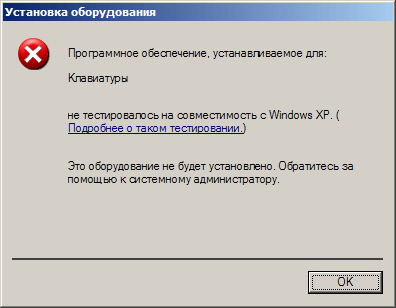 Установка оборудования
Программное обеспечение, устанавливаемое для:
Клавиатуры
не тестировалось на совместимость с Windows XP. (
Подробнее о таком тестировании.)
Это оборудование не будет установлено. Обратитесь за
помощью к системному администратору.
OK